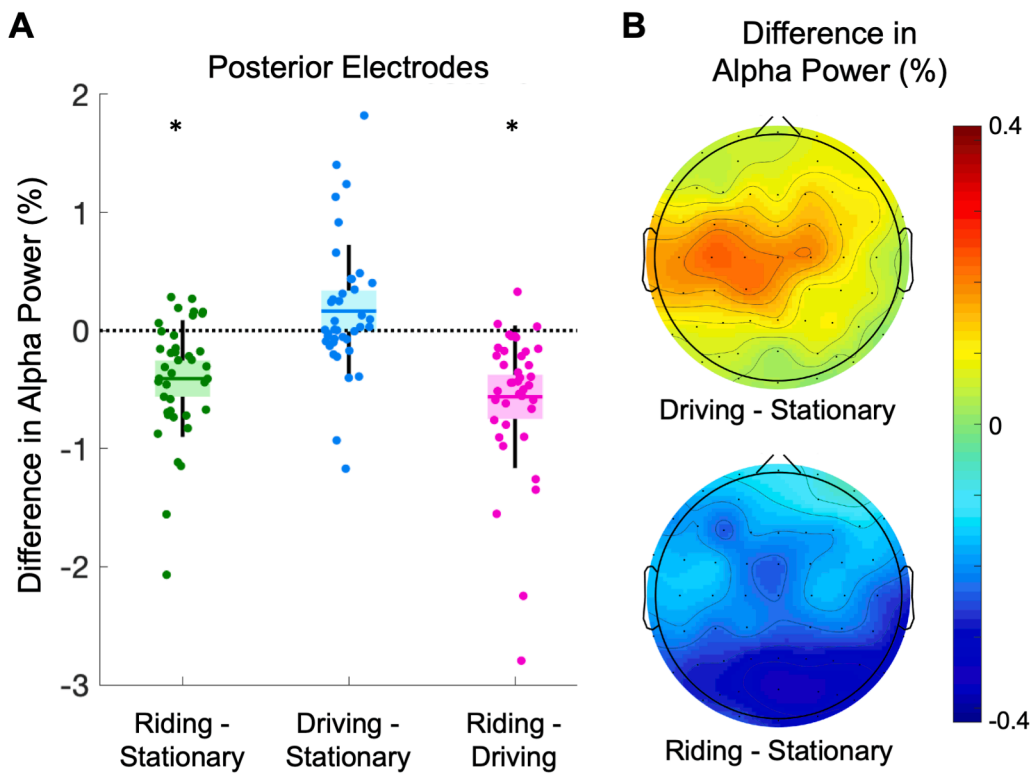 A
Posterior Electrodes
Difference in Alpha Power (%)
2
1
0
-1
-2
-3
*
*
Riding -
Stationary
Driving -
Stationary
Riding -
Driving
B
Difference in
Alpha Power (%)
Driving - Stationary
Riding - Stationary
0.4
0
-0.4